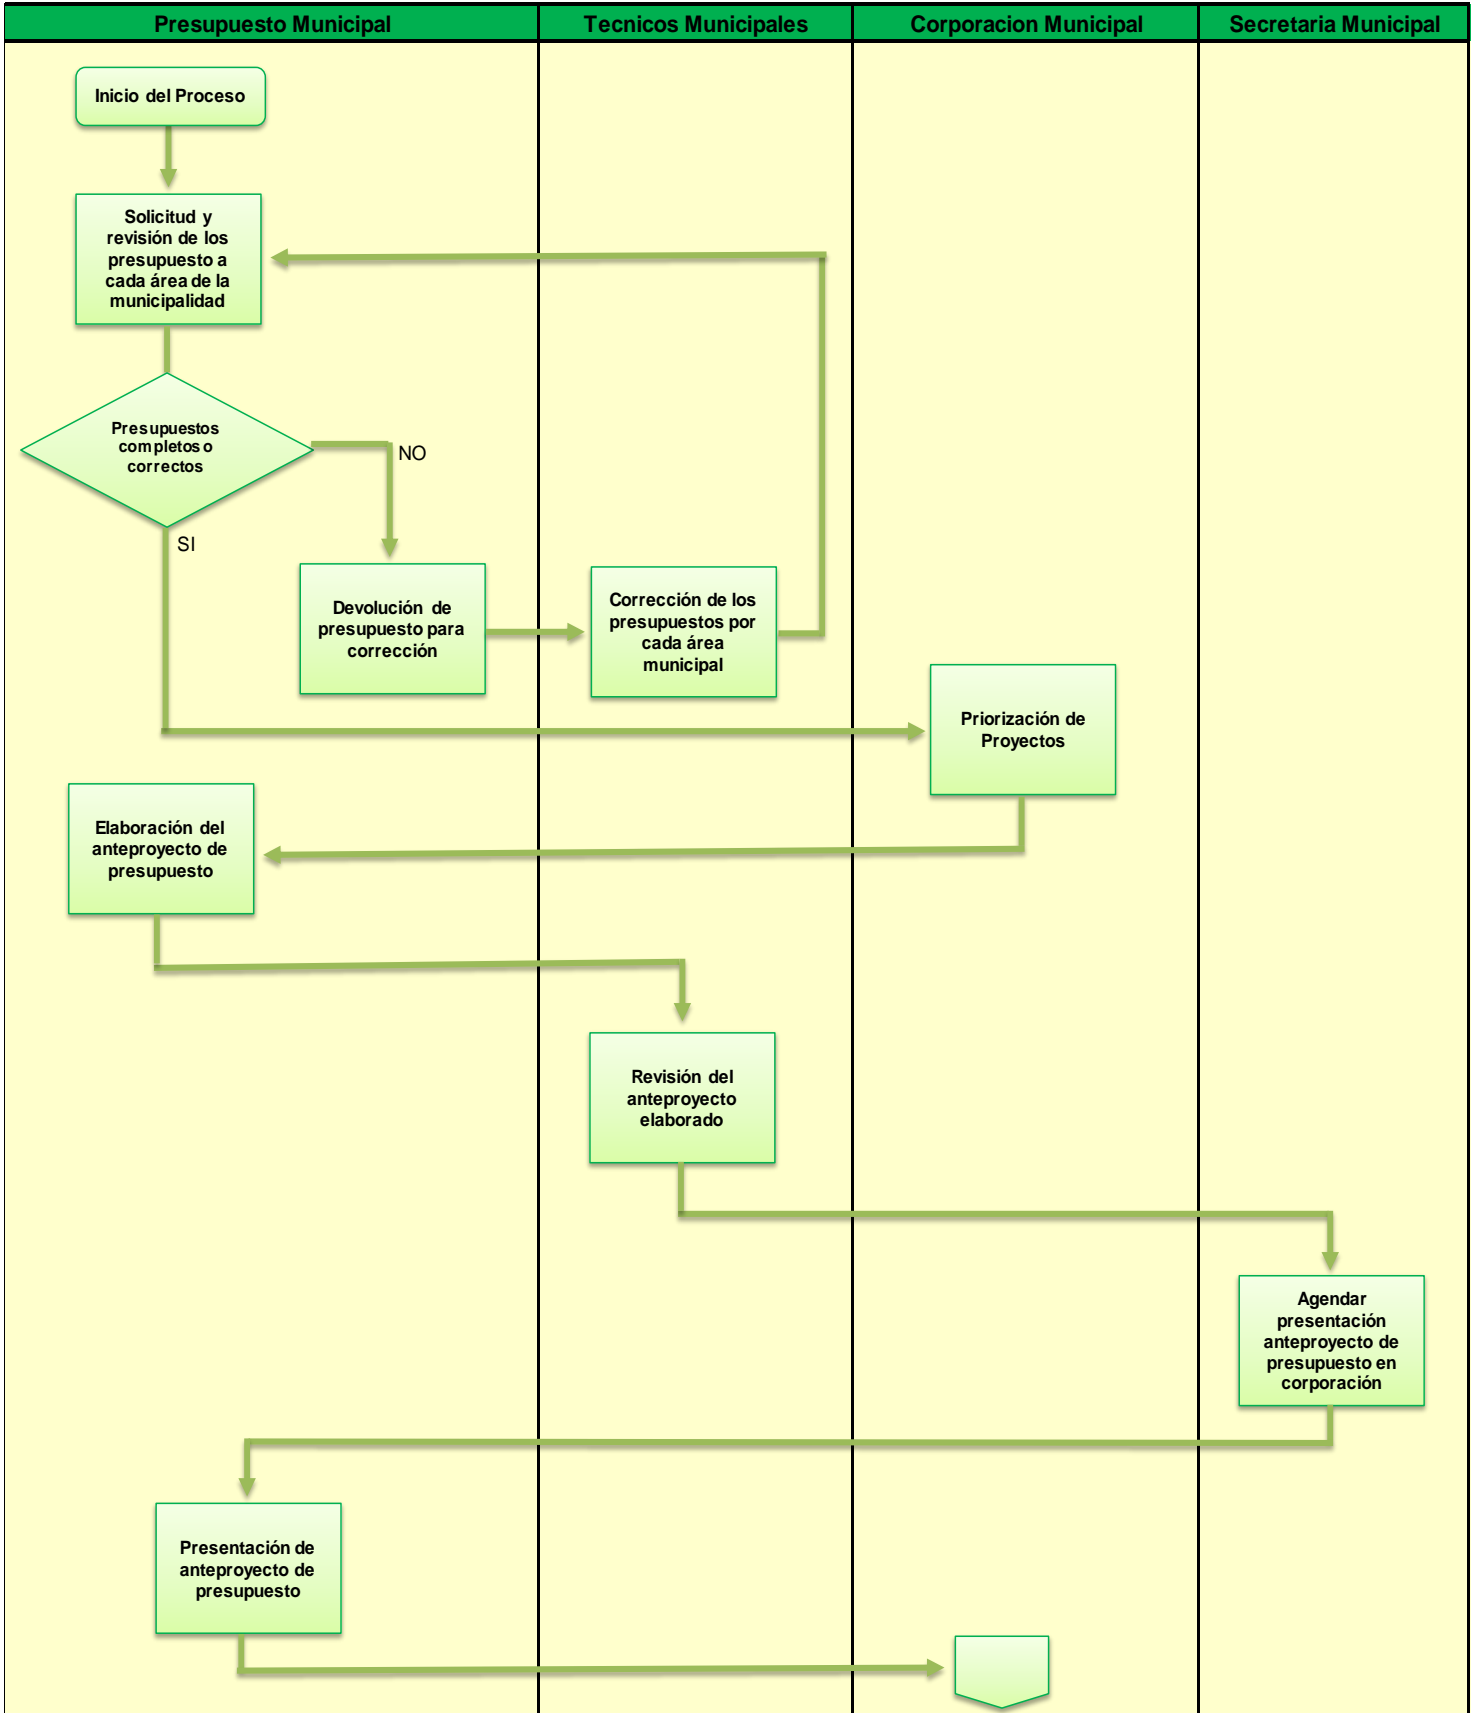 Presupuesto Municipal
Tecnicos Municipales
Corporacion Municipal
Secretaria Municipal
Inicio del Proceso
Solicitud y
revisión de los
presupuesto a
cada área de la
municipalidad
Presupuestos
completos o
correctos
NO
SI
Devolución de
presupuesto para
corrección
Corrección de los
presupuestos por
cada área
municipal
Priorización de
Proyectos
Elaboración del
anteproyecto de
presupuesto
Revisión del
anteproyecto
elaborado
Agendar
presentación
anteproyecto de
presupuesto en
corporación
Presentación de
anteproyecto de
presupuesto